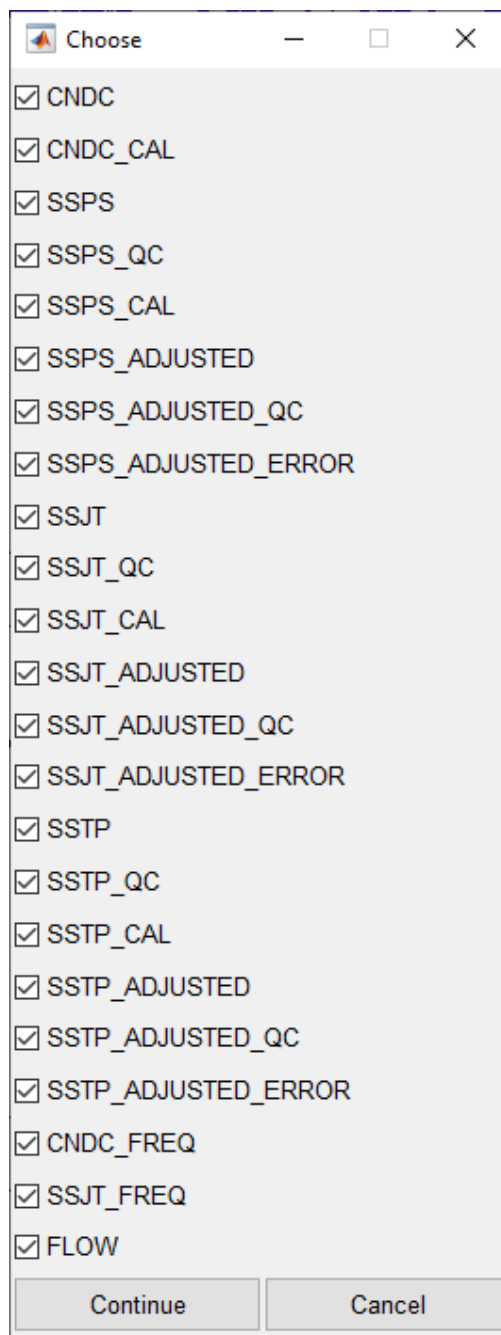 Choose
CNDC
CNDC_CAL
SSPS
SSPS_QC
SSPS_CAL
SSPS_ADJUSTED
SSPS_ADJUSTED_QC
SSPS_ADJUSTED_ERROR
SSJT
SSJT_QC
SSJT_CAL
SSJT_ADJUSTED
SSJT_ADJUSTED_QC
SSJT_ADJUSTED_ERROR
SSTP
SSTP_QC
SSTP_CAL
SSTP_ADJUSTED
SSTP_ADJUSTED_QC
SSTP_ADJUSTED_ERROR
CNDC_FREQ
SSJT_FREQ
FLOW
Continue Cancel